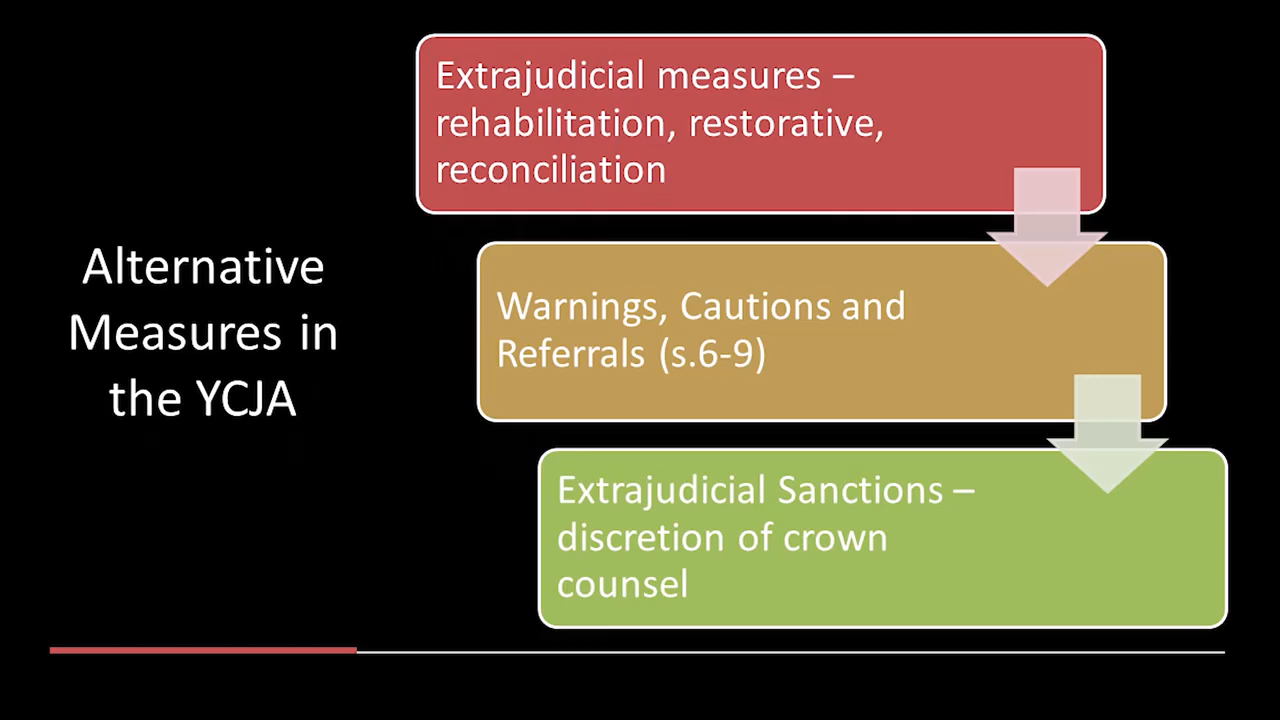 Alternative
Measures in
the YCJA
Extrajudicial measures –
rehabilitation, restorative,
reconciliation
Warnings, Cautions and
Referrals (s.6-9)
Extrajudicial Sanctions –
discretion of crown
counsel